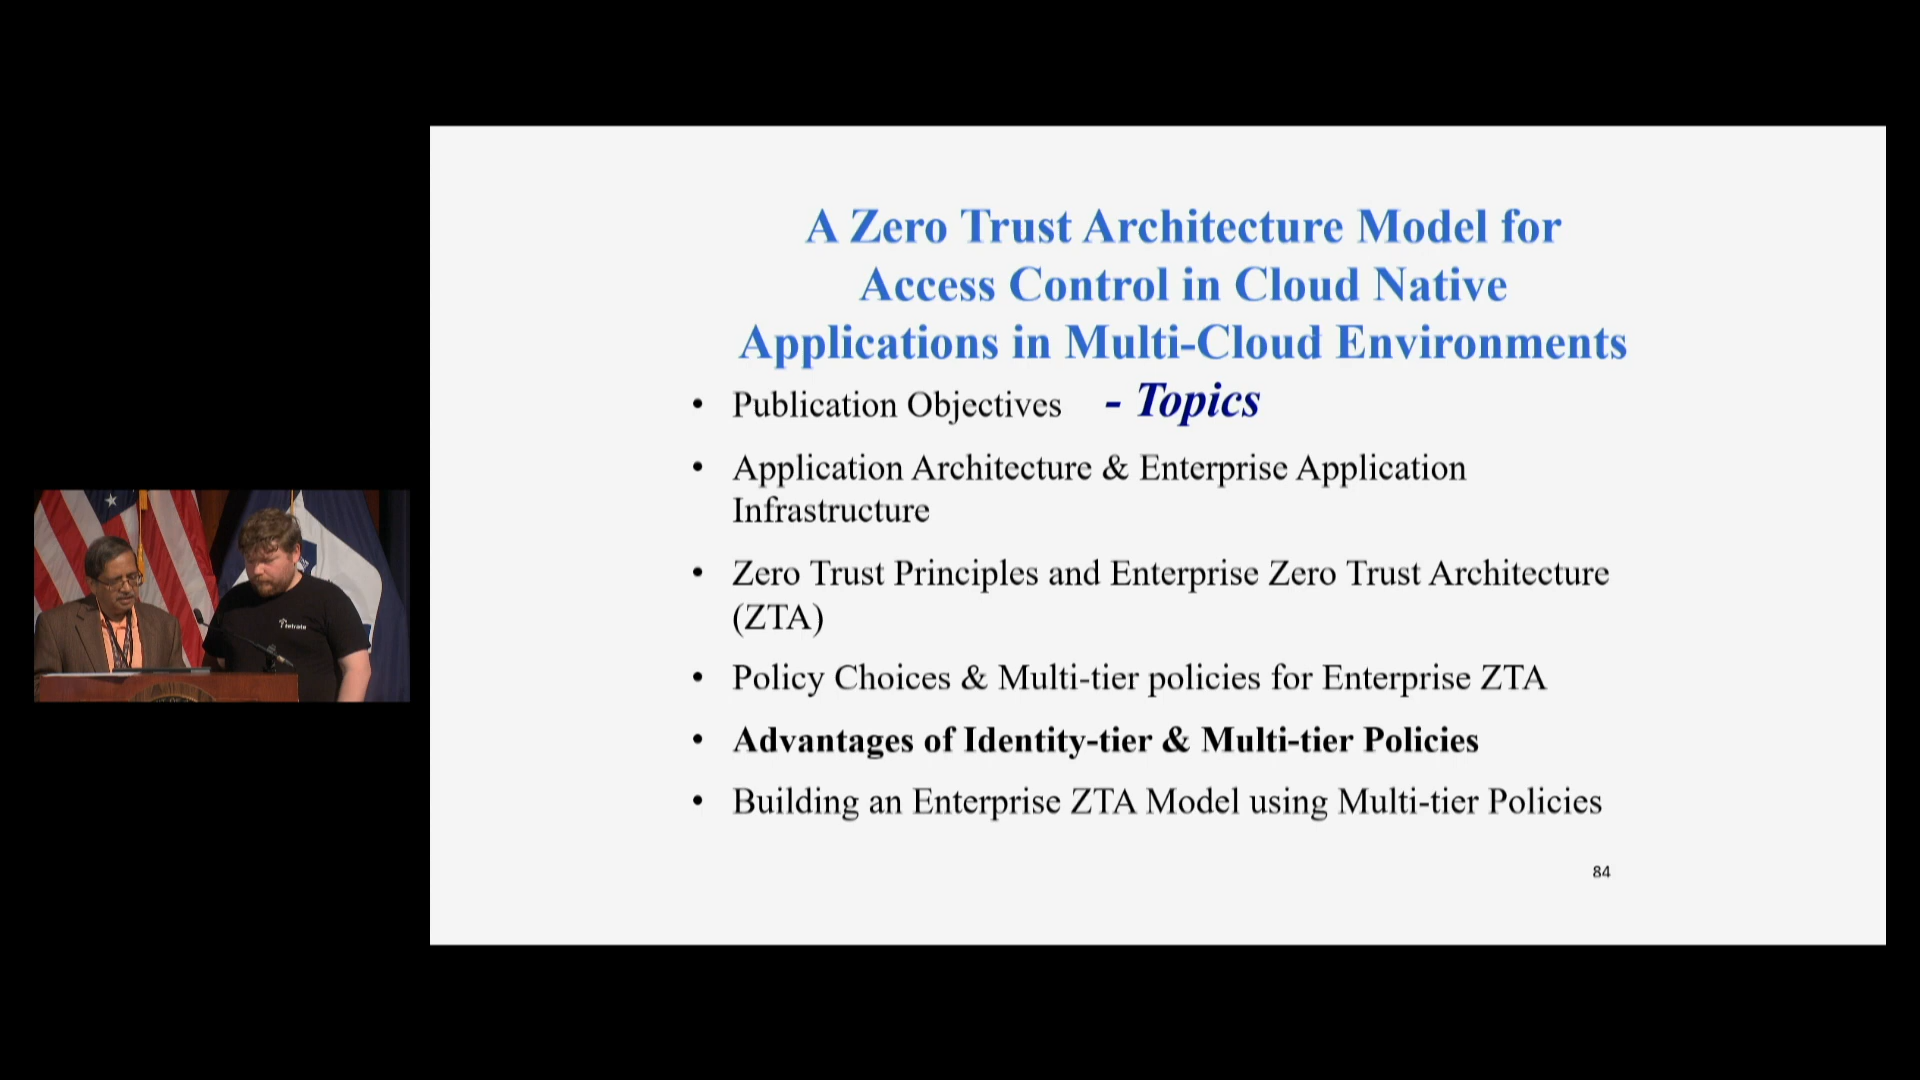 A Zero Trust Architecture Model for
Access Control in Cloud Native
Applications in Multi-Cloud Environments
- Topics
• Publication Objectives
• Application Architecture & Enterprise Application
Infrastructure
• Zero Trust Principles and Enterprise Zero Trust Architecture
(ZTA)
• Policy Choices & Multi-tier policies for Enterprise ZTA
• Advantages of Identity-tier & Multi-tier Policies
• Building an Enterprise ZTA Model using Multi-tier Policies
84
tetrate